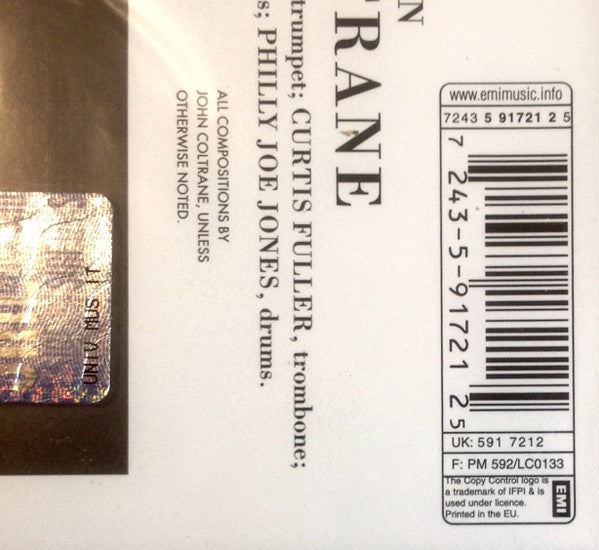 N
TRANE
trumpet; CURTIS FULLER, trombone;
s; PHILLY JOE JONES, drums.
ALL COMPOSITIONS BY
JOHN COLTRANE, UNLESS
OTHERWISE NOTED.
www.emimusic.info
7243 5 91721 2 5
7 243-5-91721 25
UK: 591 7212
F: PM 592/LC0133
The Copy Control logo is
a trademark of IFPI & is
used under licence.
Printed in the EU.
EMI